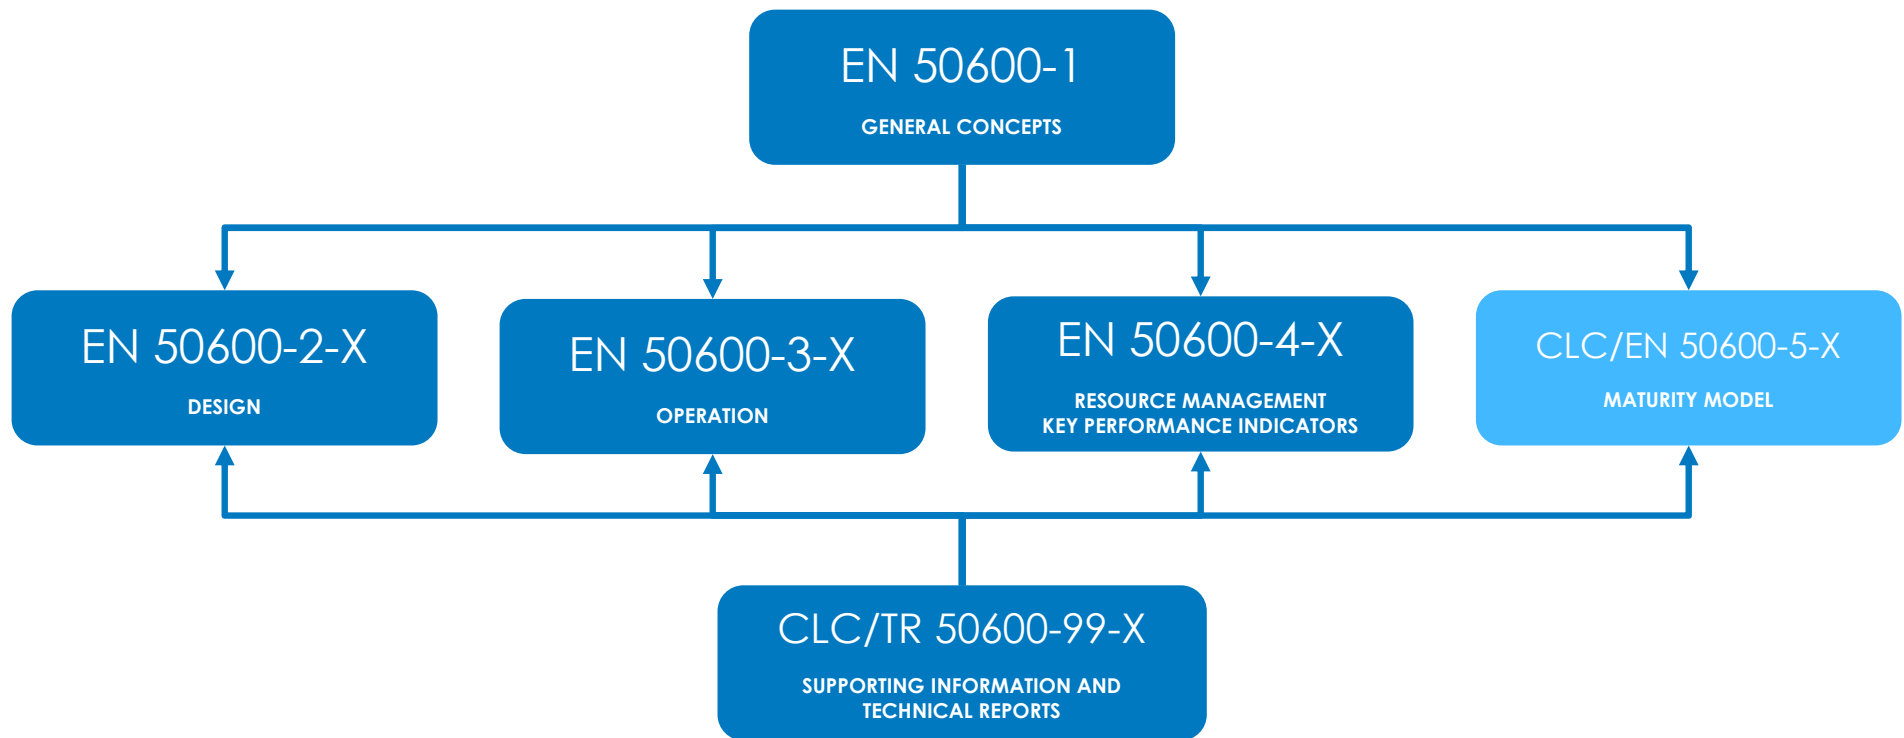 EN 50600-1
GENERAL CONCEPTS
EN 50600-2-X
DESIGN
EN 50600-3-X
OPERATION
EN 50600-4-X
RESOURCE MANAGEMENT
KEY PERFORMANCE INDICATORS
CLC/EN 50600-5-X
MATURITY MODEL
CLC/TR 50600-99-X
SUPPORTING INFORMATION AND
TECHNICAL REPORTS